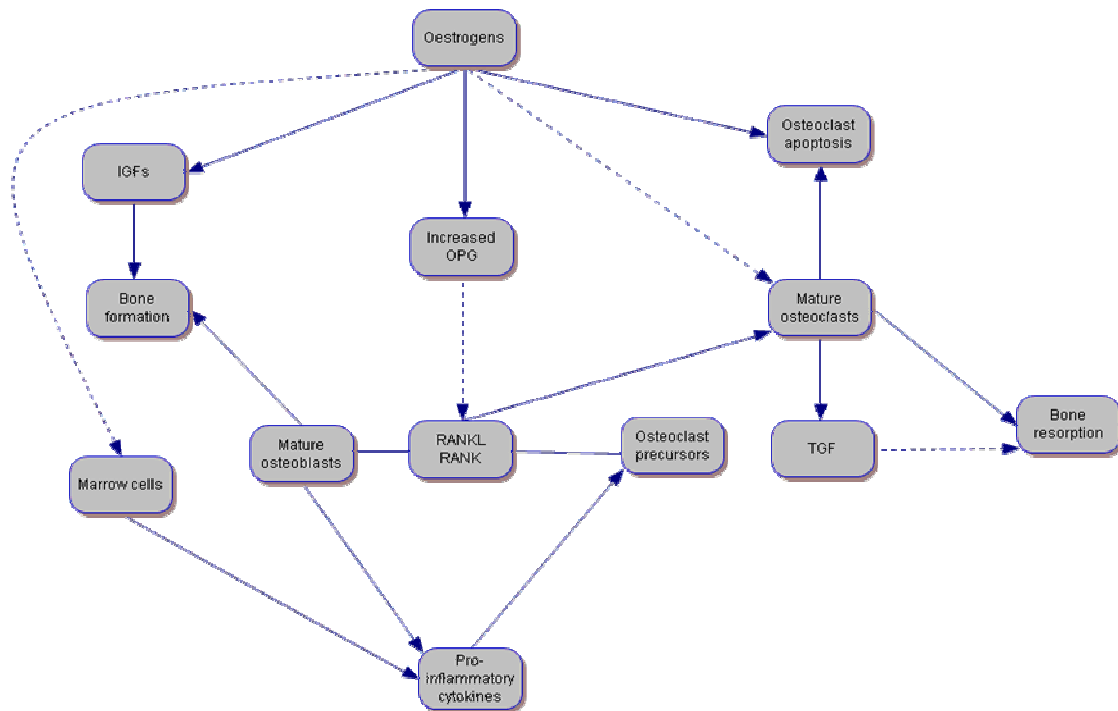 Oestrogens
Osteoclast
apoptosis
IGFs
Increased
OPG
Bone
formation
Mature
osteocfasts
Bone
resorption
Mature
osteoblasts
RANKL
RANK
Osteoclast
precursors
TGF
Marrow cells
Pro-
inflammatory
cytokines